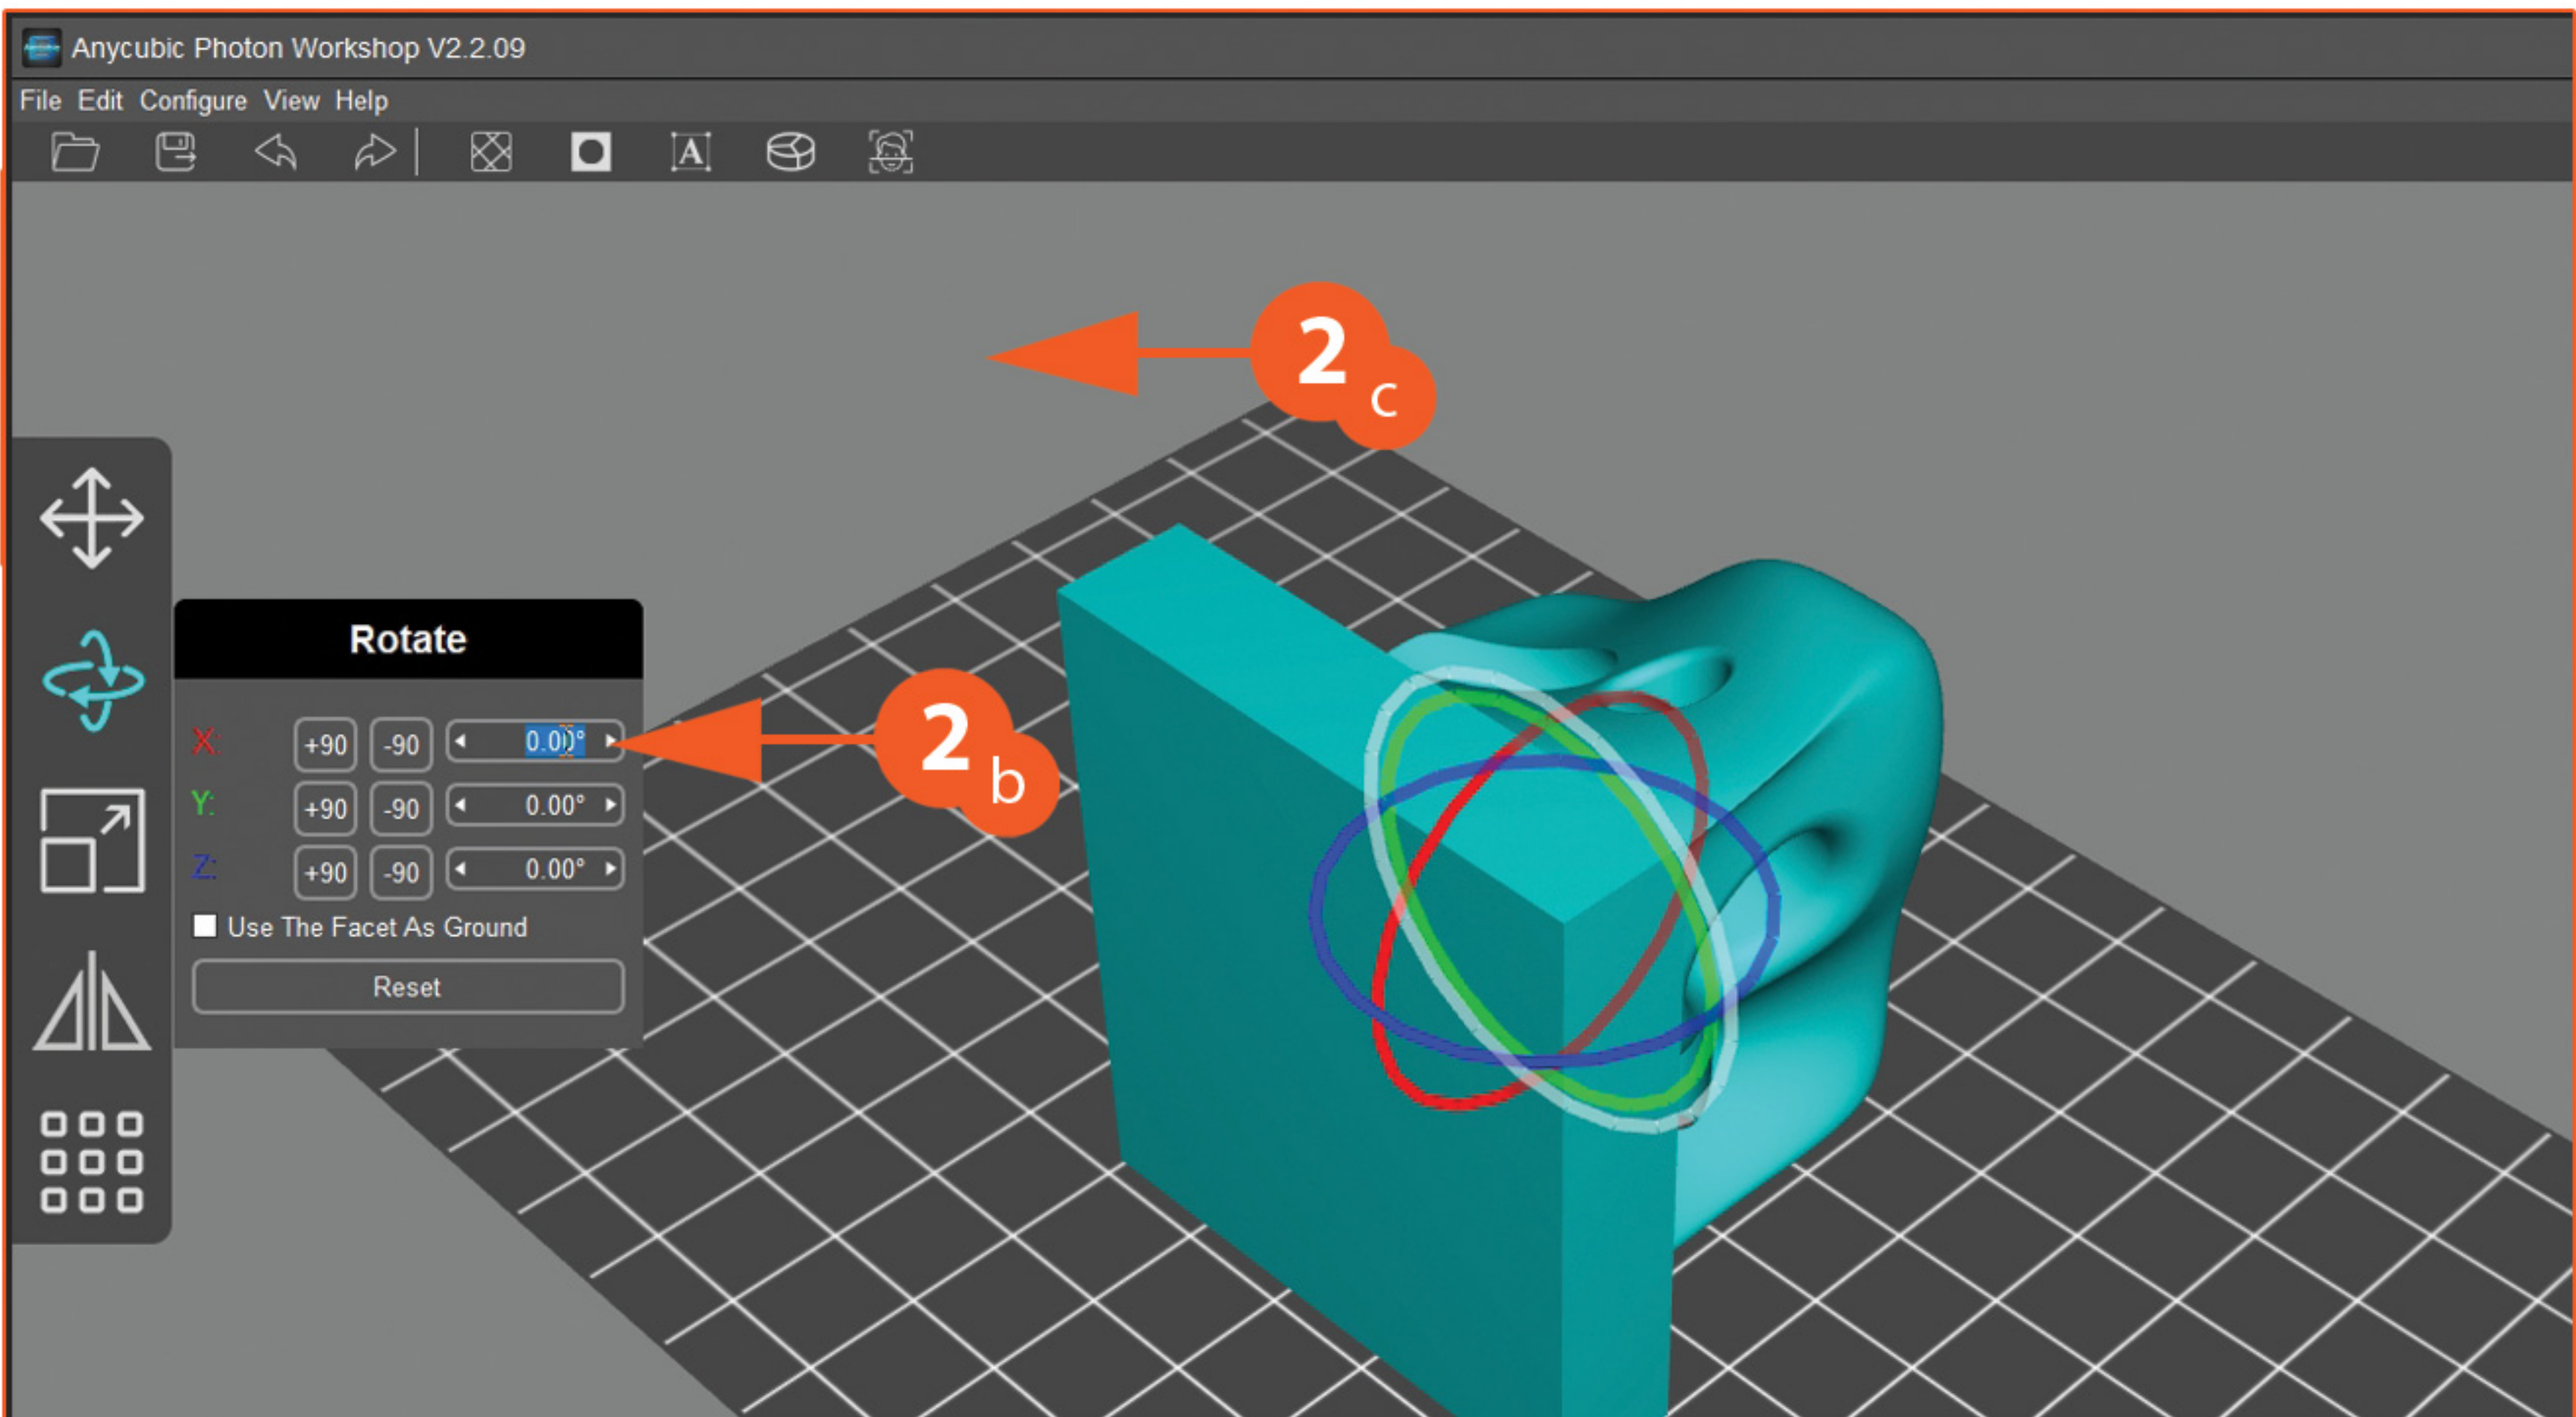 Anycubic Photon Workshop V2.2.09
File Edit Configure View Help
A
2 c
Rotate
X: +90 -90 0.00°
2 b
Y: +90 -90 0.00°
Z: +90 -90 0.00°
Use The Facet As Ground
Reset